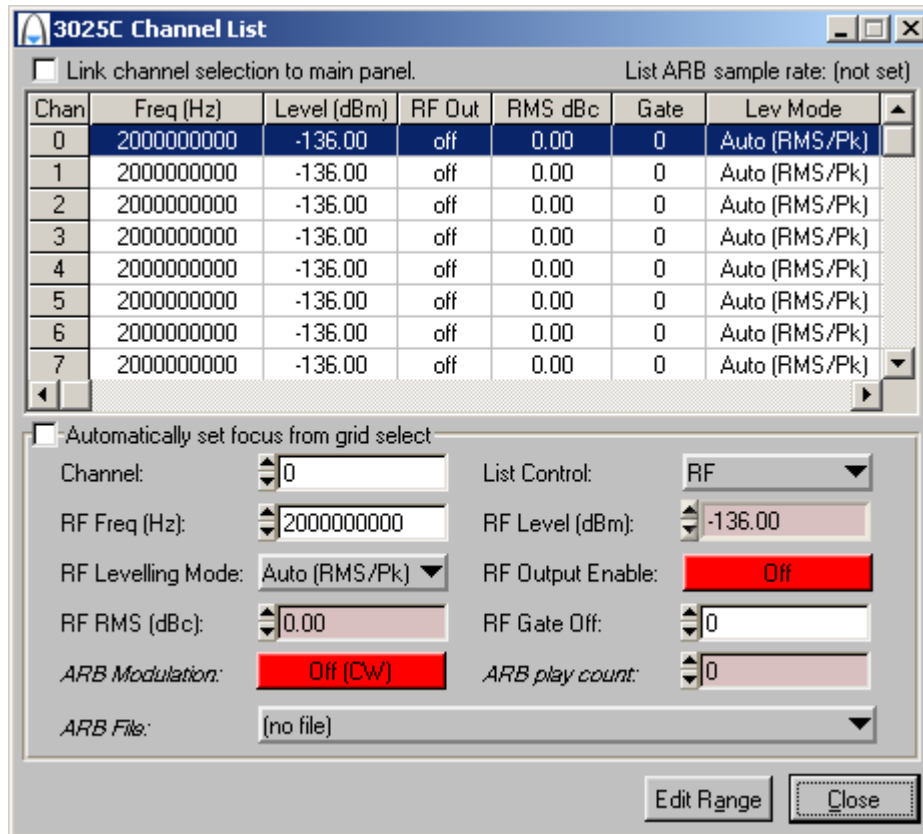 3025C Channel List
Link channel selection to main panel. List ARB sample rate: (not set)
Chan Freq (Hz) Level (dBm) RF Out RMS dBc Gate Lev Mode
0 2000000000 -136.00 off 0.00 0 Auto (RMS/Pk)
1 2000000000 -136.00 off 0.00 0 Auto (RMS/Pk)
2 2000000000 -136.00 off 0.00 0 Auto (RMS/Pk)
3 2000000000 -136.00 off 0.00 0 Auto (RMS/Pk)
4 2000000000 -136.00 off 0.00 0 Auto (RMS/Pk)
5 2000000000 -136.00 off 0.00 0 Auto (RMS/Pk)
6 2000000000 -136.00 off 0.00 0 Auto (RMS/Pk)
7 2000000000 -136.00 off 0.00 0 Auto (RMS/Pk)
Automatically set focus from grid select
Channel: 0 List Control: RF
RF Freq (Hz): 2000000000 RF Level (dBm): -136.00
RF Levelling Mode: Auto (RMS/Pk) RF Output Enable: Off
RF RMS (dBc): 0.00 RF Gate Off: 0
ARB Modulation: Off (CW) ARB play count: 0
ARB File: (no file)
Edit Range Close